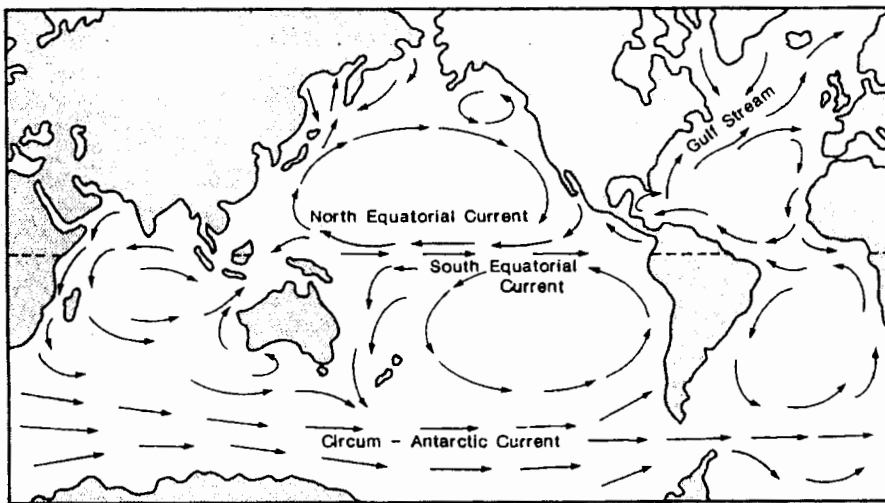 Gulf Stream
North Equatorial Current
South Equatorial
Current
Circum - Antarctic Current